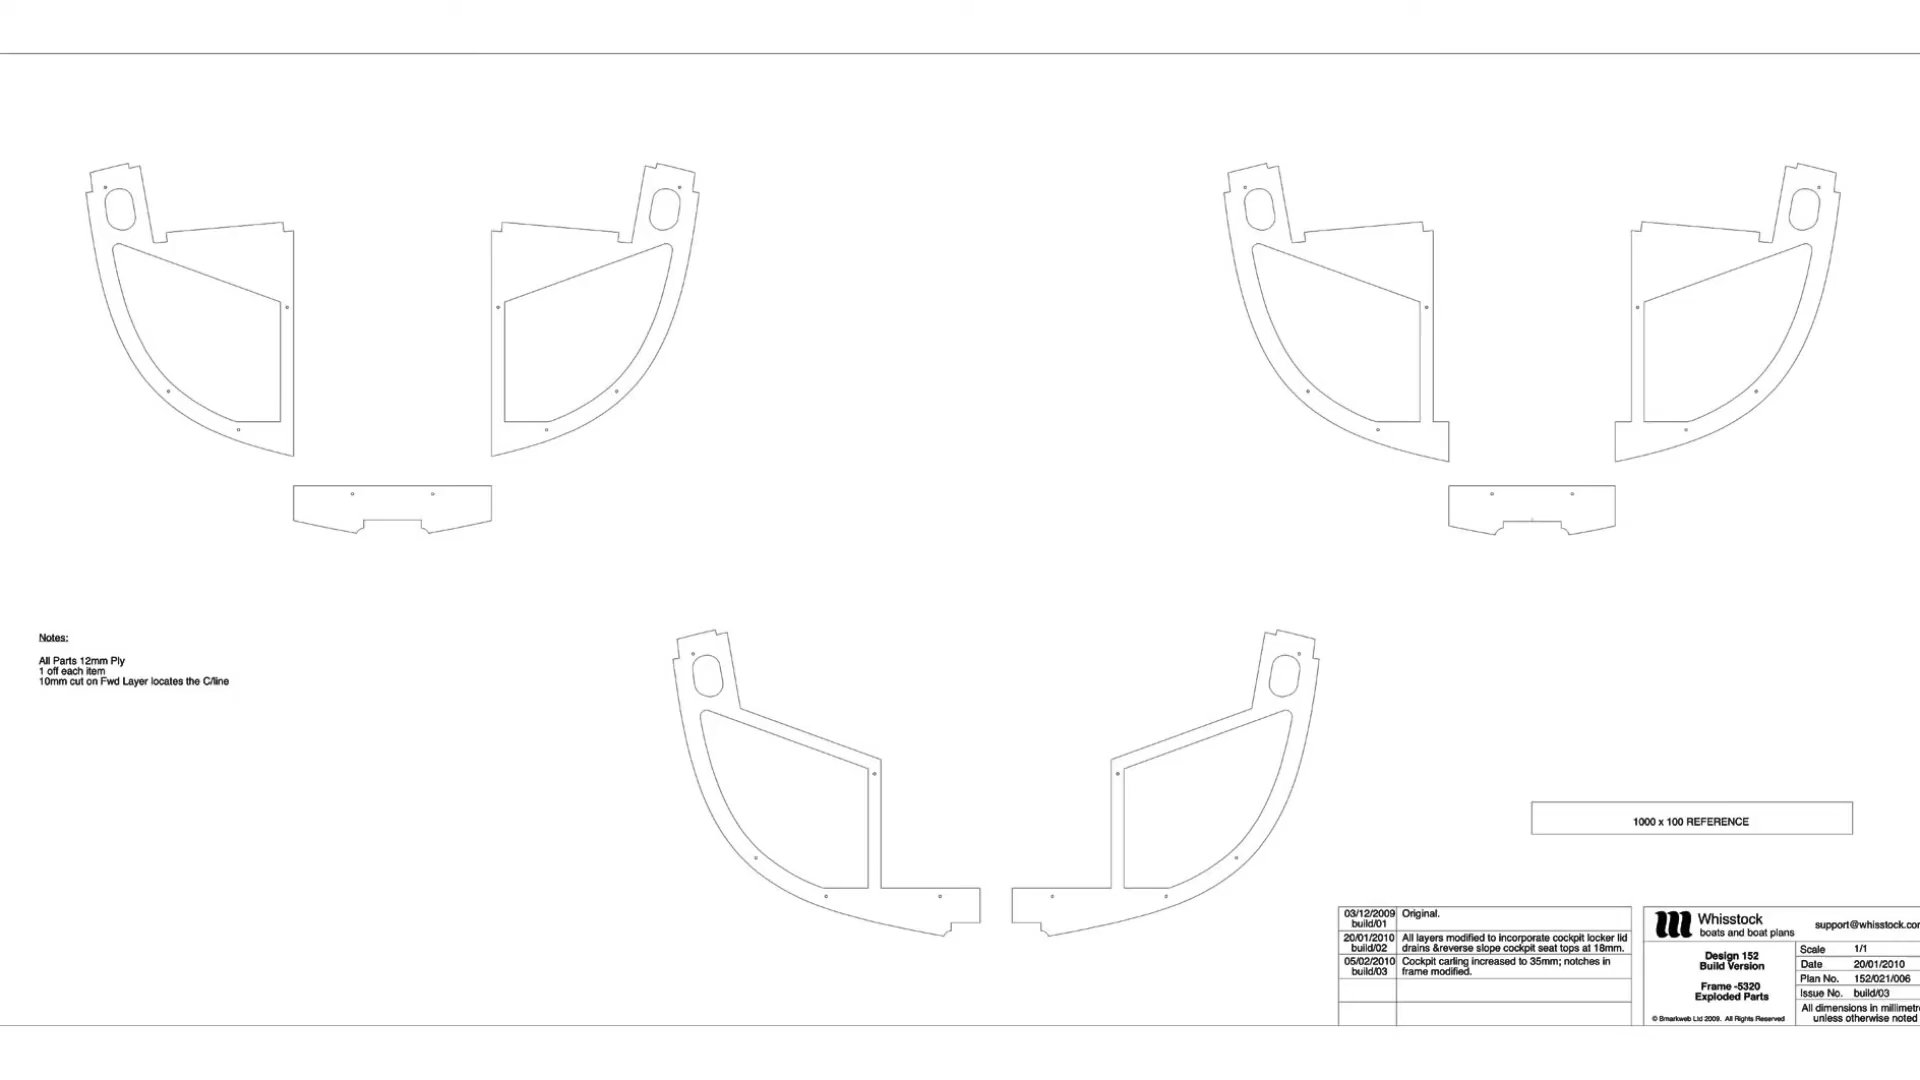 Notes:
All Parts 12mm Ply
1 off each item
10mm cut on Fwd Layer locates the C/line
1000 x 100 REFERENCE
03/12/2009 Original.
build/01
20/01/2010 All layers modified to incorporate cockpit locker lid
build/02 drains &reverse slope cockpit seat tops at 18mm.
05/02/2010 Cockpit carling increased to 35mm; notches in
build/03 frame modified.
Whisstock
boats and boat plans
support@whisstock.com
Design 152
Build Version
Frame -5320
Exploded Parts
© Bmarkweb Ltd 2009. All Rights Reserved
Scale 1/1
Date 20/01/2010
Plan No. 152/021/006
Issue No. build/03
All dimensions in millimetre
unless otherwise noted